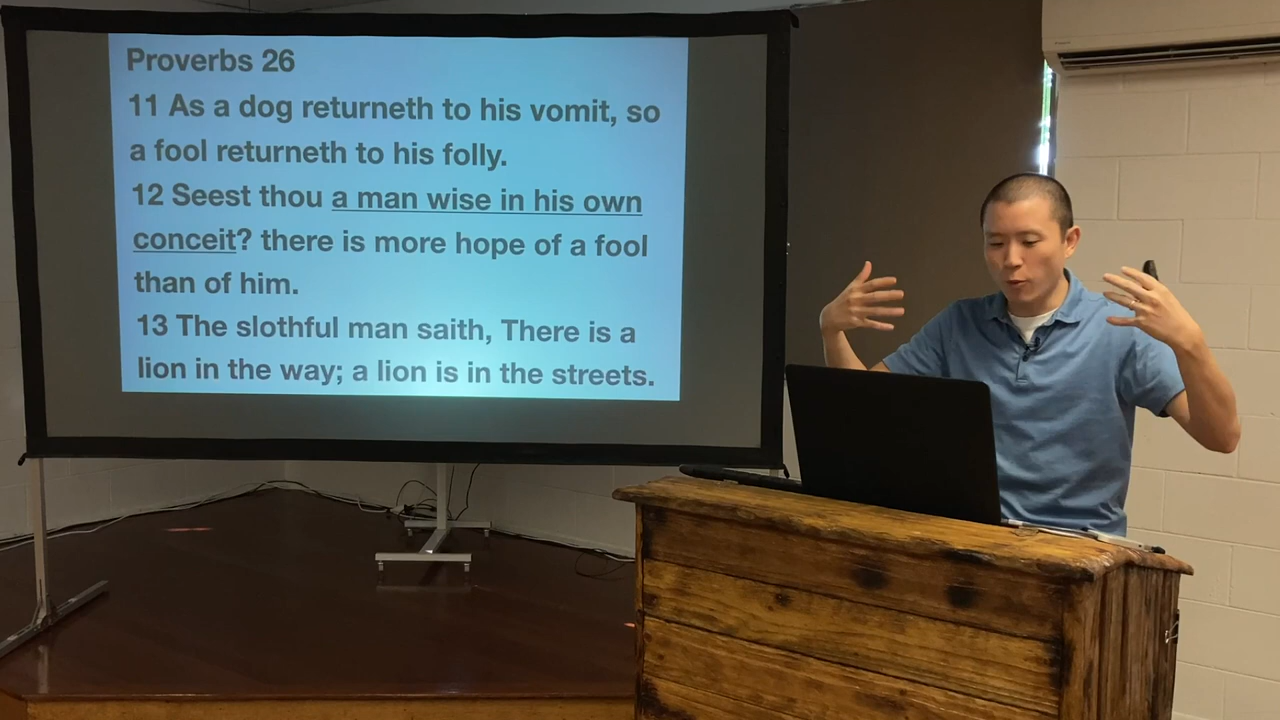 Proverbs 26
11 As a dog returneth to his vomit, so
a fool returneth to his folly.
12 Seest thou a man wise in his own
conceit? there is more hope of a fool
than of him.
13 The slothful man saith, There is a
lion in the way; a lion is in the streets.